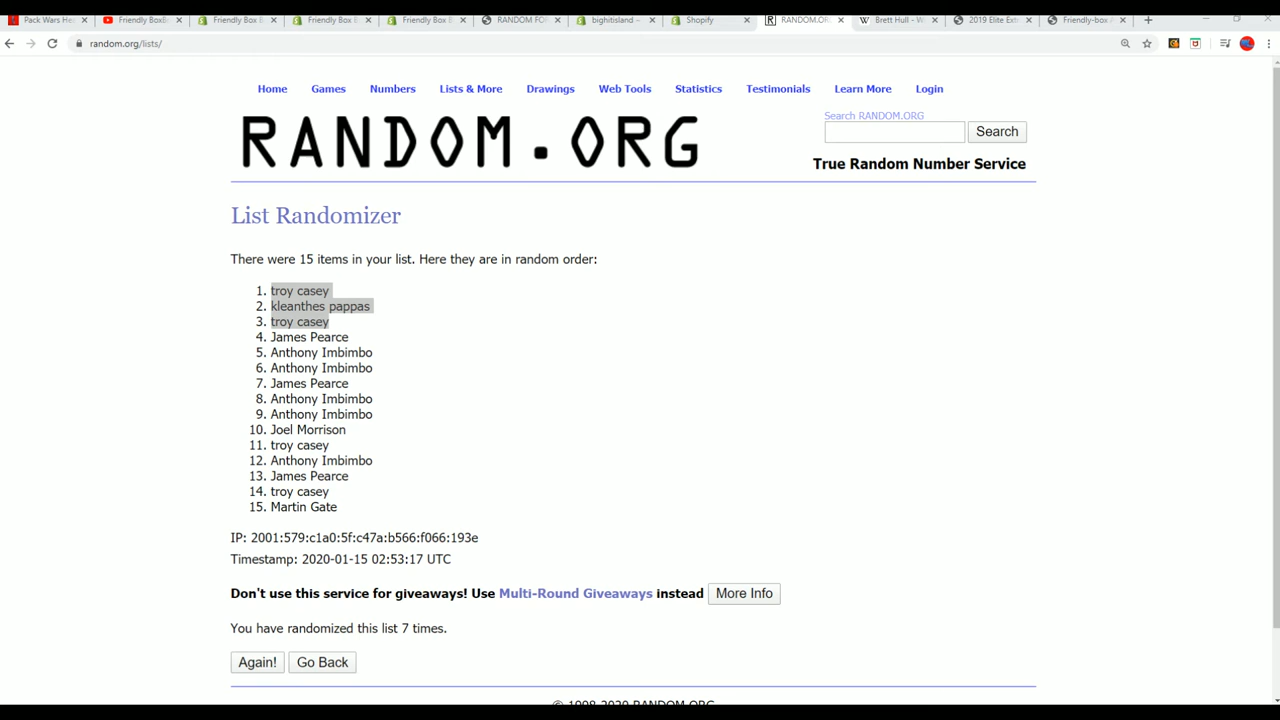 Pack Wars He
Friendly BoxB
Friendly Box B
Friendly Box B
Friendly Box B
RANDOM FO
bighitisland –
Shopify
RANDOM.OR
Brett Hull - W
2019 Elite Ext
Friendly-box A
random.org/lists/
Home Games Numbers Lists & More Drawings Web Tools Statistics Testimonials Learn More Login
RANDOM.ORG
Search RANDOM.ORG
Search
True Random Number Service
List Randomizer
There were 15 items in your list. Here they are in random order:
1. troy casey
2. kleanthes pappas
3. troy casey
4. James Pearce
5. Anthony Imbimbo
6. Anthony Imbimbo
7. James Pearce
8. Anthony Imbimbo
9. Anthony Imbimbo
10. Joel Morrison
11. troy casey
12. Anthony Imbimbo
13. James Pearce
14. troy casey
15. Martin Gate
IP: 2001:579:c1a0:5f:c47a:b566:f066:193e
Timestamp: 2020-01-15 02:53:17 UTC
Don't use this service for giveaways! Use Multi-Round Giveaways instead More Info
You have randomized this list 7 times.
Again! Go Back
© 1998-2020 RANDOM.ORG